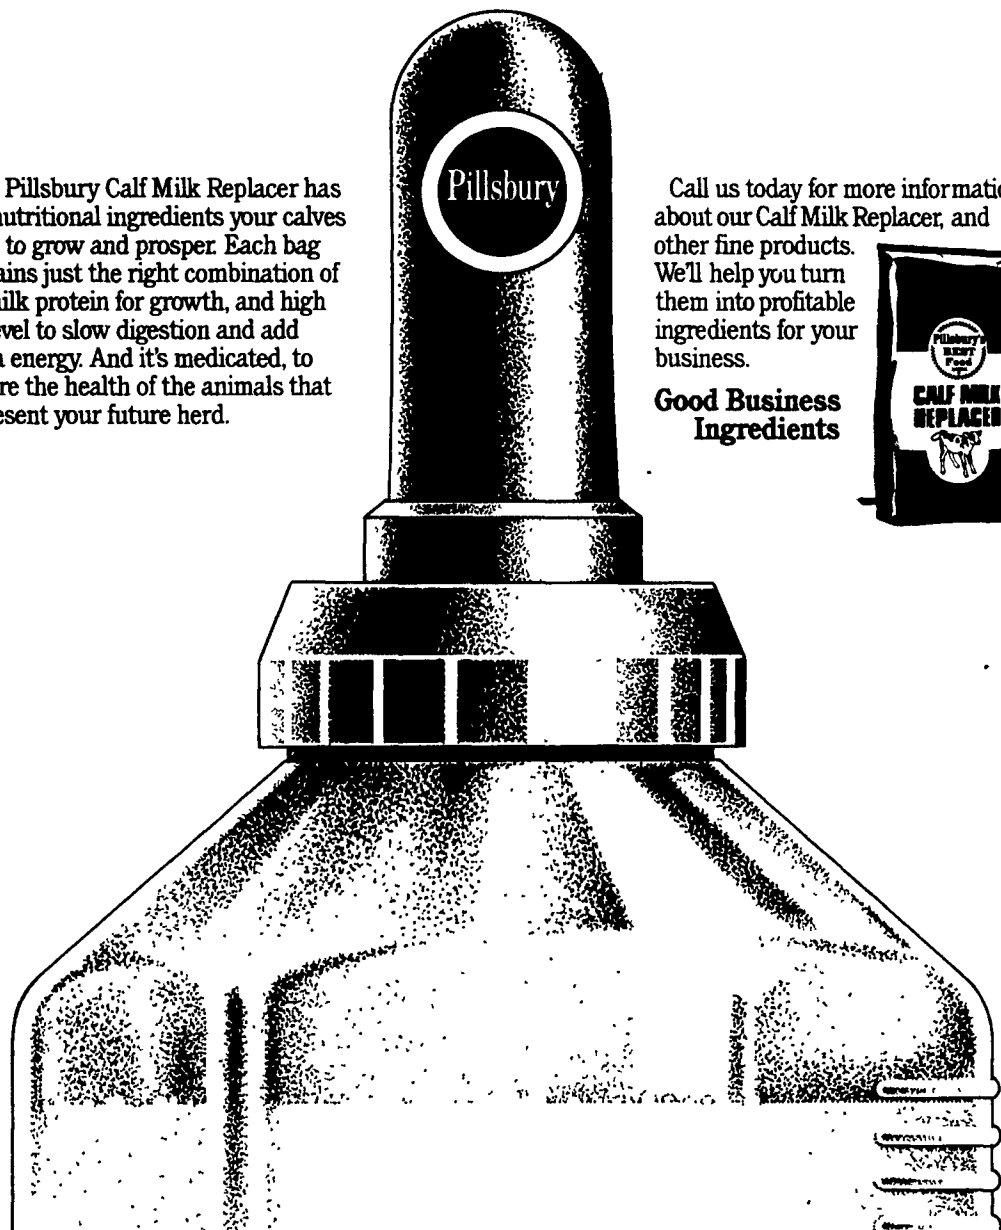 Pillsbury Calf Milk Replacer has
nutritional ingredients your calves
to grow and prosper. Each bag
ains just the right combination of
ilk protein for growth, and high
evel to slow digestion and add
a energy. And it's medicated, to
re the health of the animals that
esent your future herd.
Pillsbury
Call us today for more informatio
about our Calf Milk Replacer, and
other fine products.
We'll help you turn
them into profitable
ingredients for your
business.
Good Business
Ingredients
Pillsbury's
BEST
Feed
CALF MILK
REPLACER